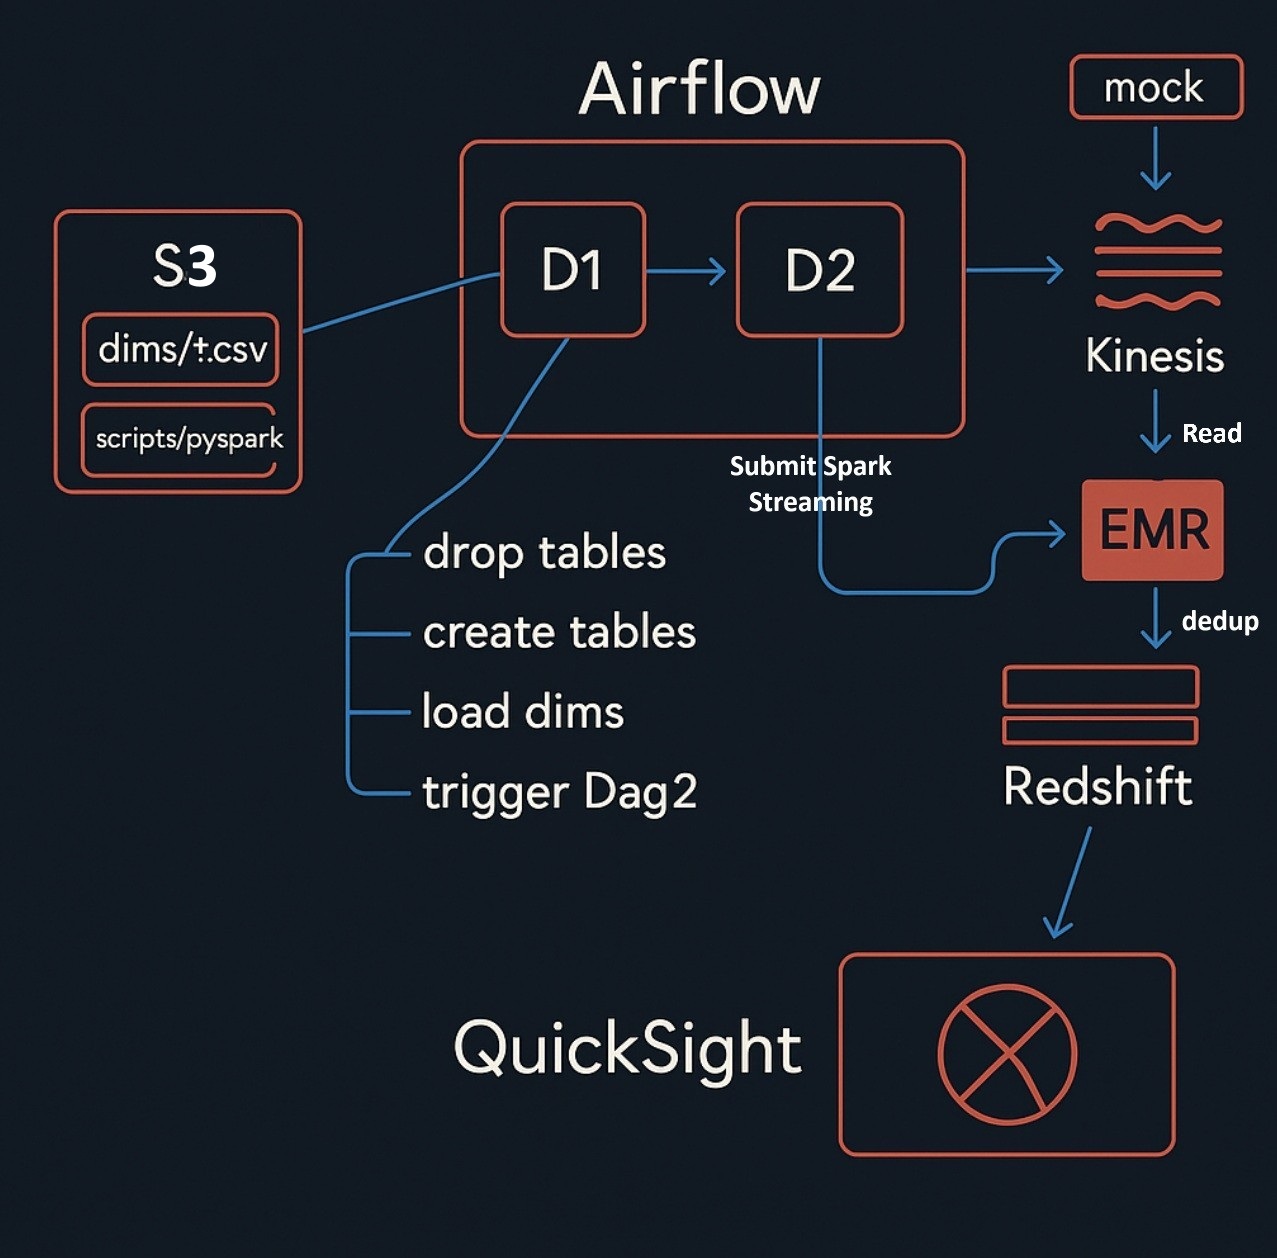 Airflow
mock
S3
dims/†.csv
scripts/pyspark
D1
D2
Kinesis
Read
Submit Spark
Streaming
EMR
dedup
drop tables
create tables
load dims
trigger Dag2
Redshift
QuickSight